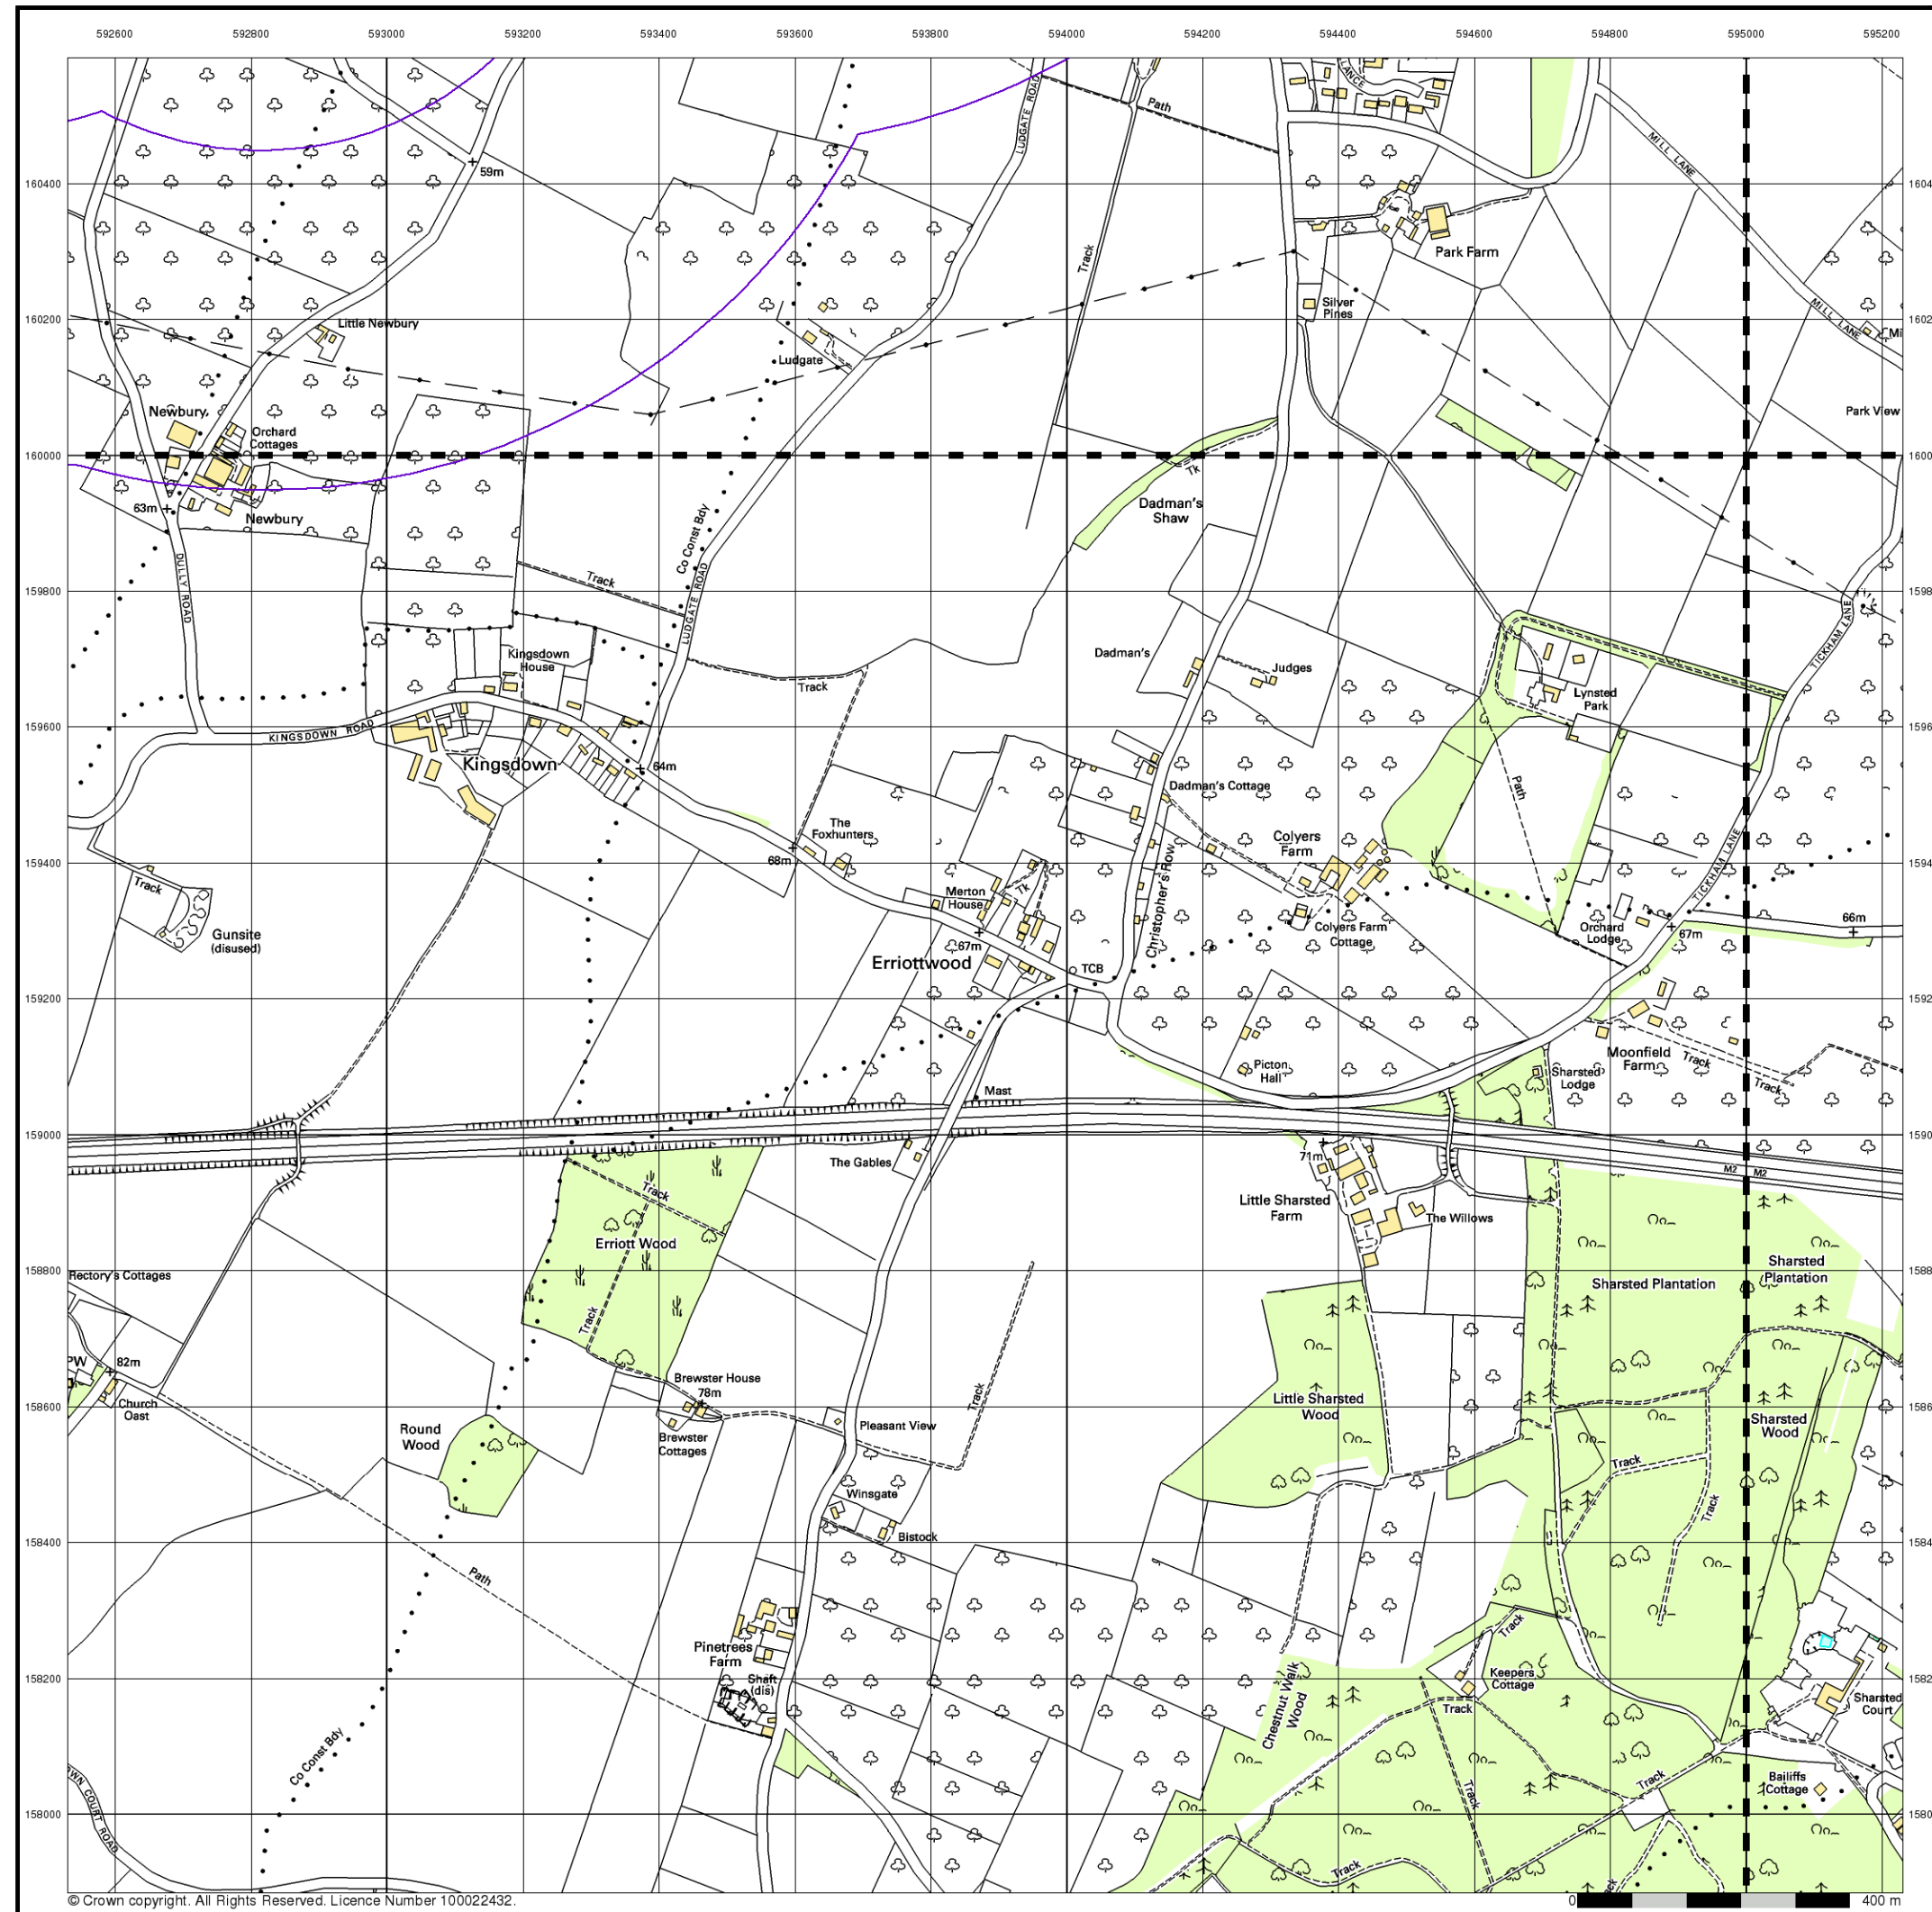 592600 592800 593000 593200 593400 593600 593800 594000 594200 594400 594600 594800 595000 595200
LANCE
Path
LUDGATE ROAD
MILL LANE
59m
160400
Track
Park Farm
Silver
Pines
160200
Little Newbury
MILL LANE
Ludgate
Newbury
Orchard
Cottages
Park View
160000
Tk
Dadman's
Shaw
63m
Newbury
Co Const Bdy
DULLY ROAD
Track
LUDGATE ROAD
159800
TICKHAM LANE
Kingsdown
House
Dadman's
Judges
Track
Lynsted
Park
159600
KINGSDOWN ROAD
Kingsdown
64m
Dadman's Cottage
Path
The
Foxhunters
Colyers
Farm
159400
68m
Track
Christopher's Row
TICKHAM LANE
Merton
House
Tk
Gunsite
(disused)
67m
Colyers Farm
Cottage
Orchard
Lodge
67m
66m
Erriottwood
TCB
159200
Picton
Hall
Moonfield
Farm
Track
Track
Sharsted
Lodge
Mast
159000
The Gables
71m
M2
M2
Track
Little Sharsted
Farm
The Willows
Erriott Wood
158800
Rectory's Cottages
Sharsted Plantation
Sharsted
Plantation
Track
PW
82m
Brewster House
78m
Track
Little Sharsted
Wood
158600
Church
Oast
Round
Wood
Brewster
Cottages
Pleasant View
Sharsted
Wood
Track
Winsgate
Track
Bistock
158400
Path
Track
Pinetrees
Farm
Shaft
(dis)
Keepers
Cottage
158200
Chestnut Walk
Wood
Track
Sharsted
Court
Co Const Bdy
Bailiffs
Cottage
Track
Track
158000
COURT ROAD
Track
© Crown copyright. All Rights Reserved. Licence Number 100022432.
0 400 m